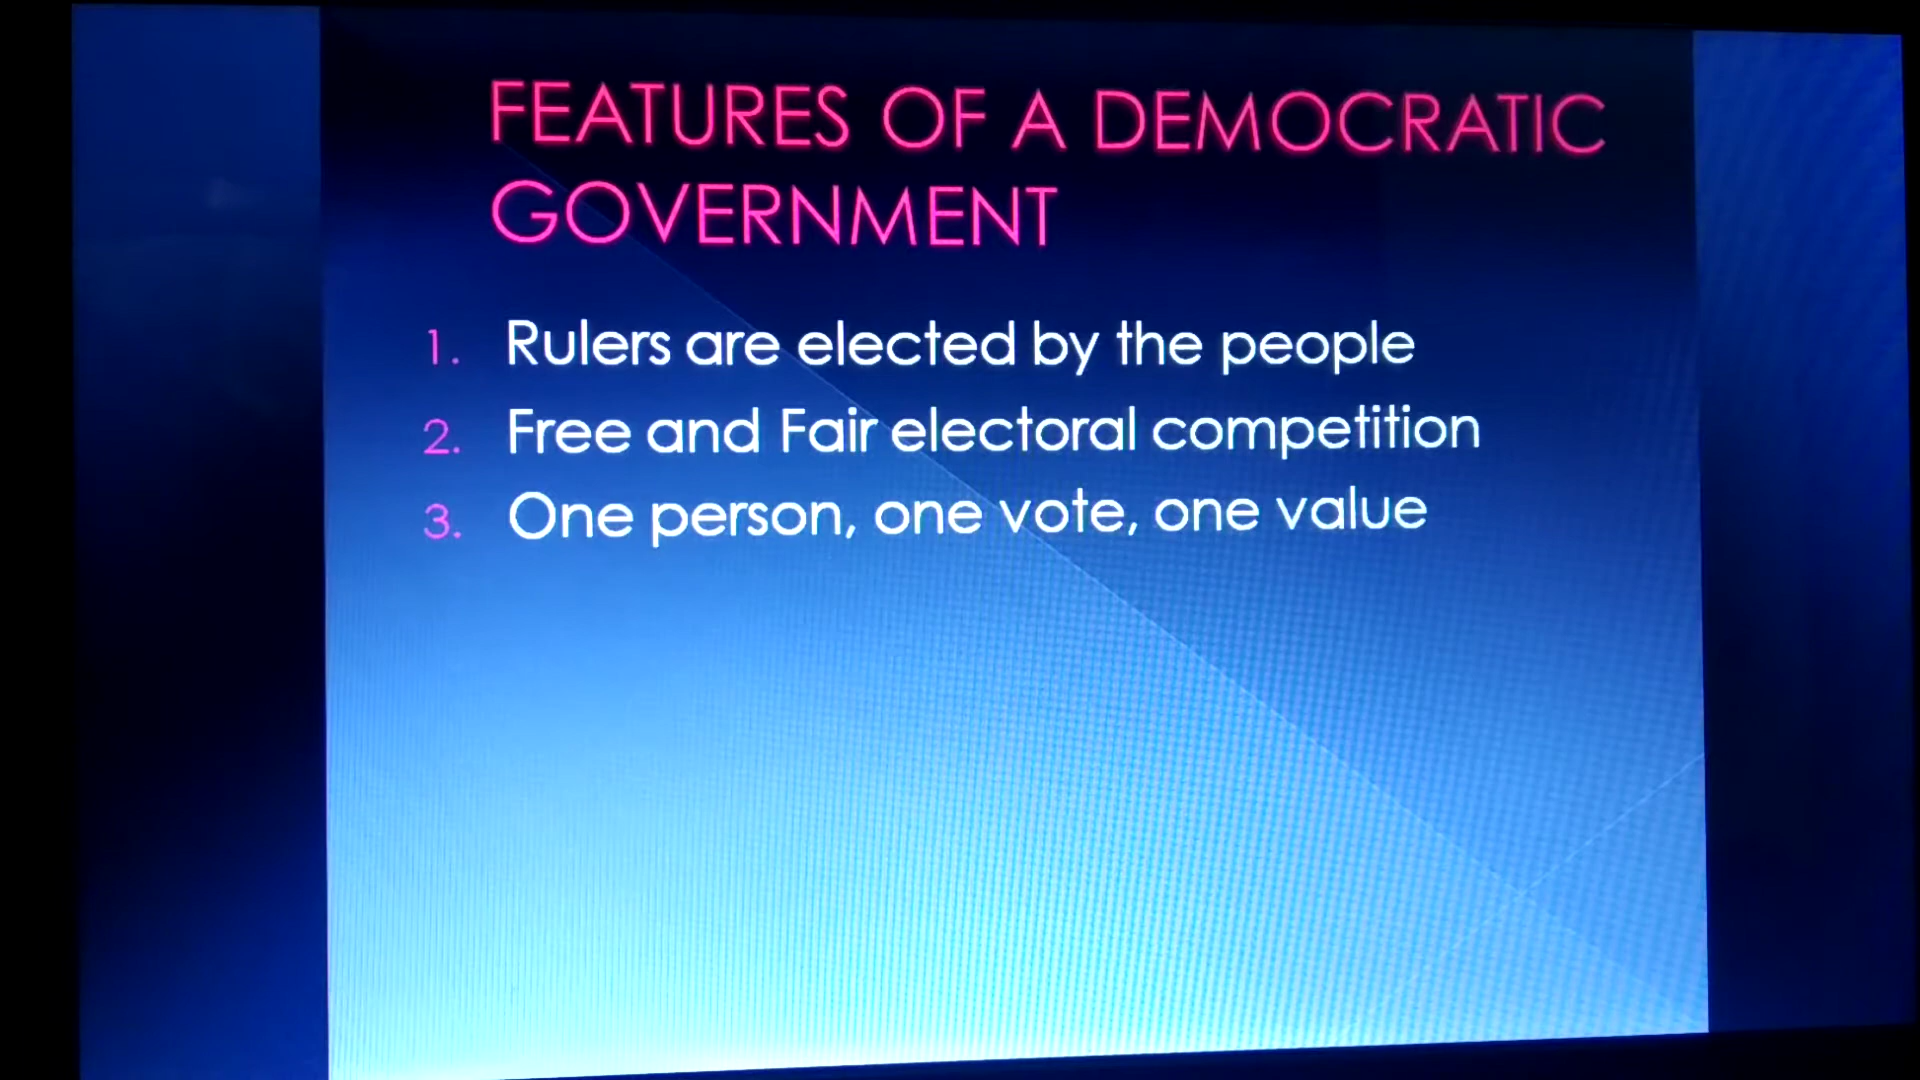 FEATURES OF A DEMOCRATIC
GOVERNMENT
1. Rulers are elected by the people
2. Free and Fair electoral competition
3. One person, one vote, one value